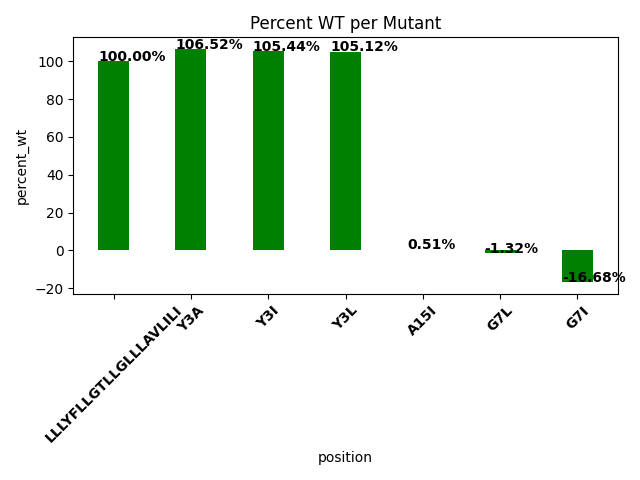 Percent WT per Mutant
percent_wt
100
80
60
40
20
0
−20
100.00%
106.52%
105.44%
105.12%
0.51%
-1.32%
-16.68%
LLLYFLLGTLLGLLLAVLILI
Y3A
Y3I
Y3L
A15I
G7L
G7I
position